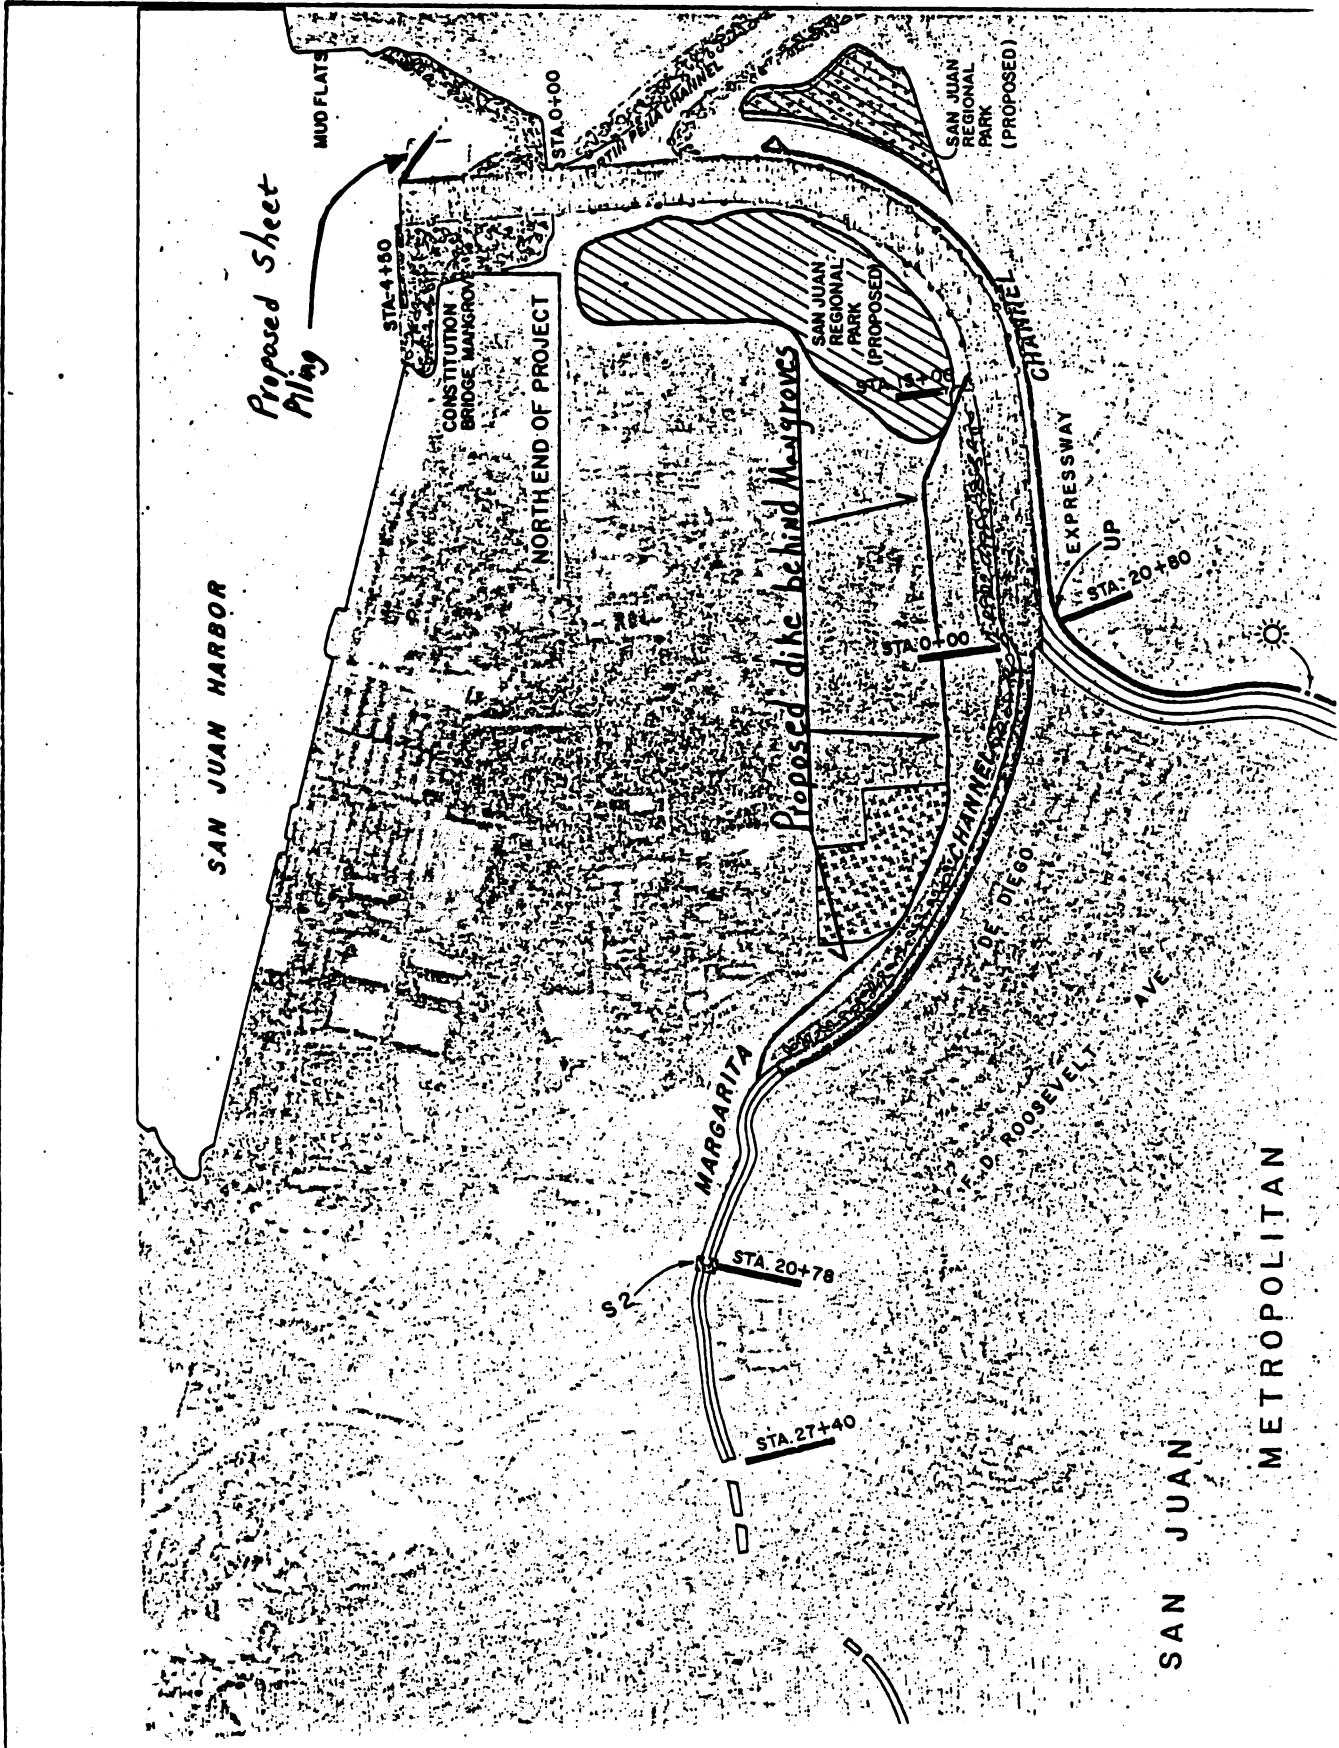 MUD FLATS
Proposed Sheet
Piling
STA.-4+50
STA. 0+00
CHANNEL
SAN JUAN
REGIONAL
PARK
(PROPOSED)
CONSTITUTION
BRIDGE MANGROVE
NORTH END OF PROJECT
SAN JUAN
REGIONAL
PARK
(PROPOSED)
SAN JUAN HARBOR
Proposed dike behind Mangroves
CHANNEL
EXPRESSWAY
UP
STA. 20+80
STA. 0+00
CHANNEL
DE DIEGO
MARGARITA
F.D. ROOSEVELT AVE.
S2
STA. 20+78
STA. 27+40
SAN JUAN
METROPOLITAN